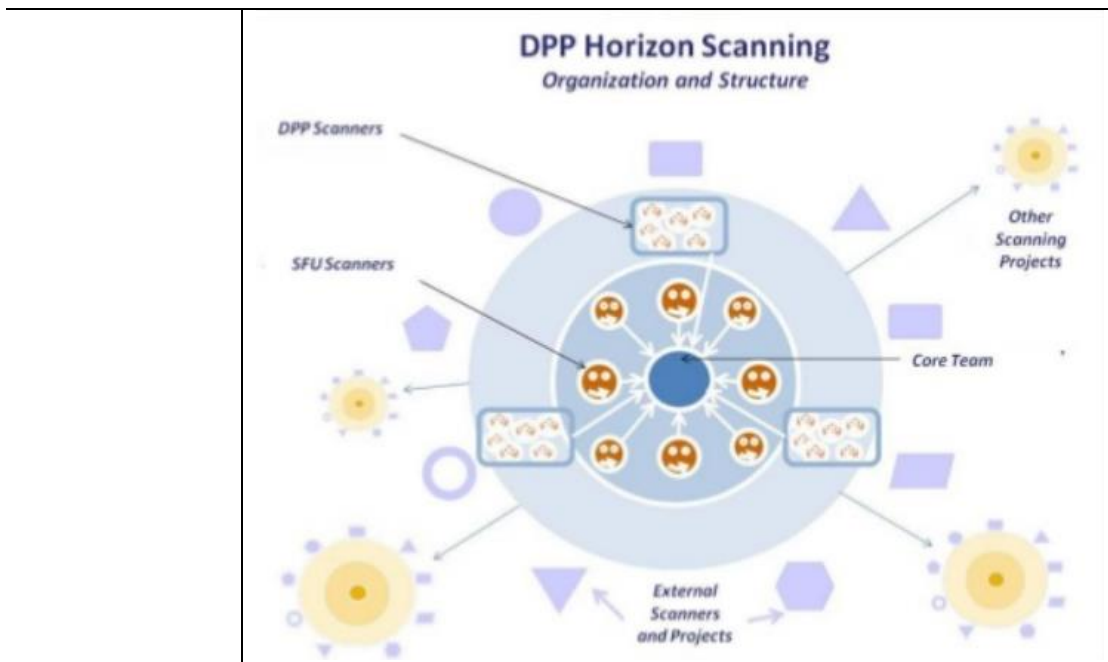 DPP Horizon Scanning
Organization and Structure
DPP Scanners
SFU Scanners
Other
Scanning
Projects
Core Team
External
Scanners
and Projects